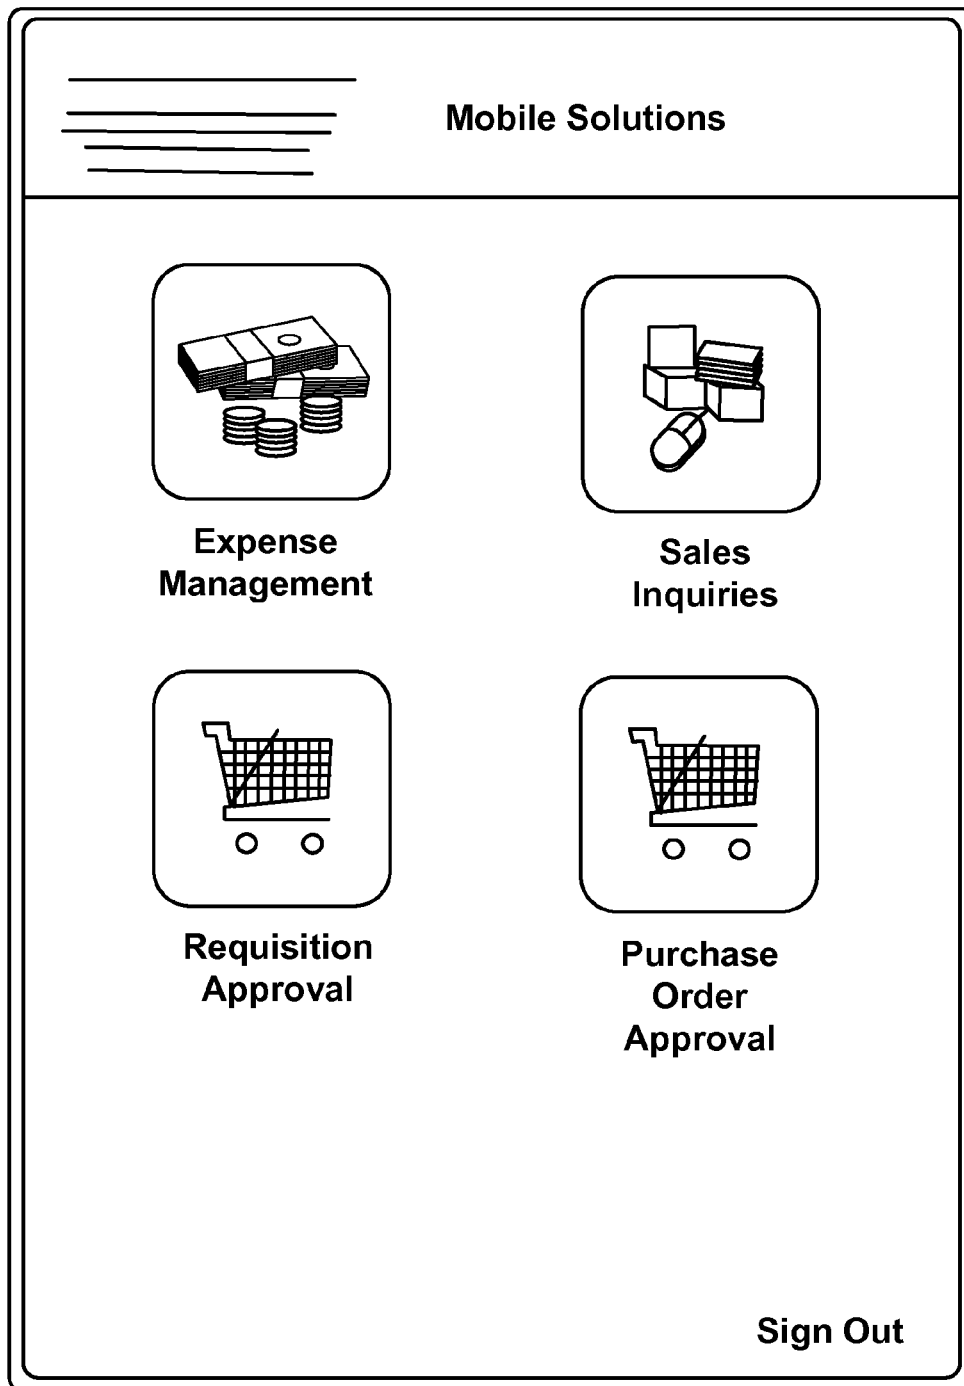 Mobile Solutions
Expense
Management
Sales
Inquiries
Requisition
Approval
Purchase
Order
Approval
Sign Out